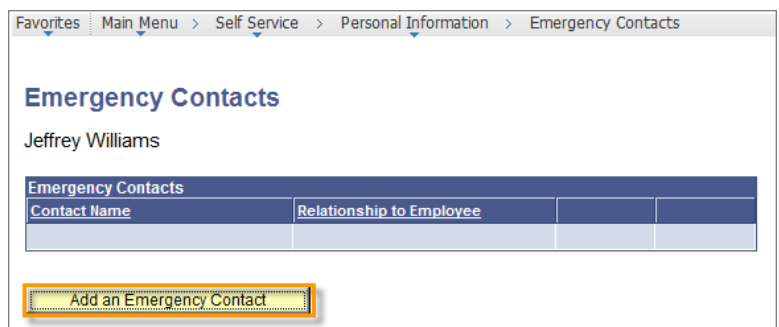 Favorites Main Menu > Self Service > Personal Information > Emergency Contacts
Emergency Contacts
Jeffrey Williams
Emergency Contacts
Contact Name Relationship to Employee
Add an Emergency Contact